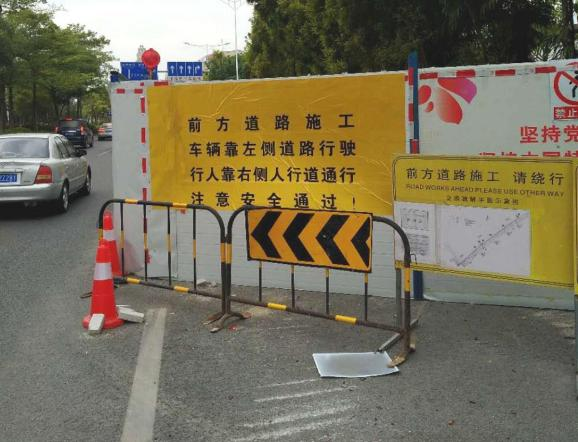 前方道路施工
车辆靠左侧道路行驶
行人靠右侧人行道通行
注意安全通过!
前方道路施工 请绕行
ROAD WORKS AHEAD PLEASE USE OTHER WAY
坚持党
禁止